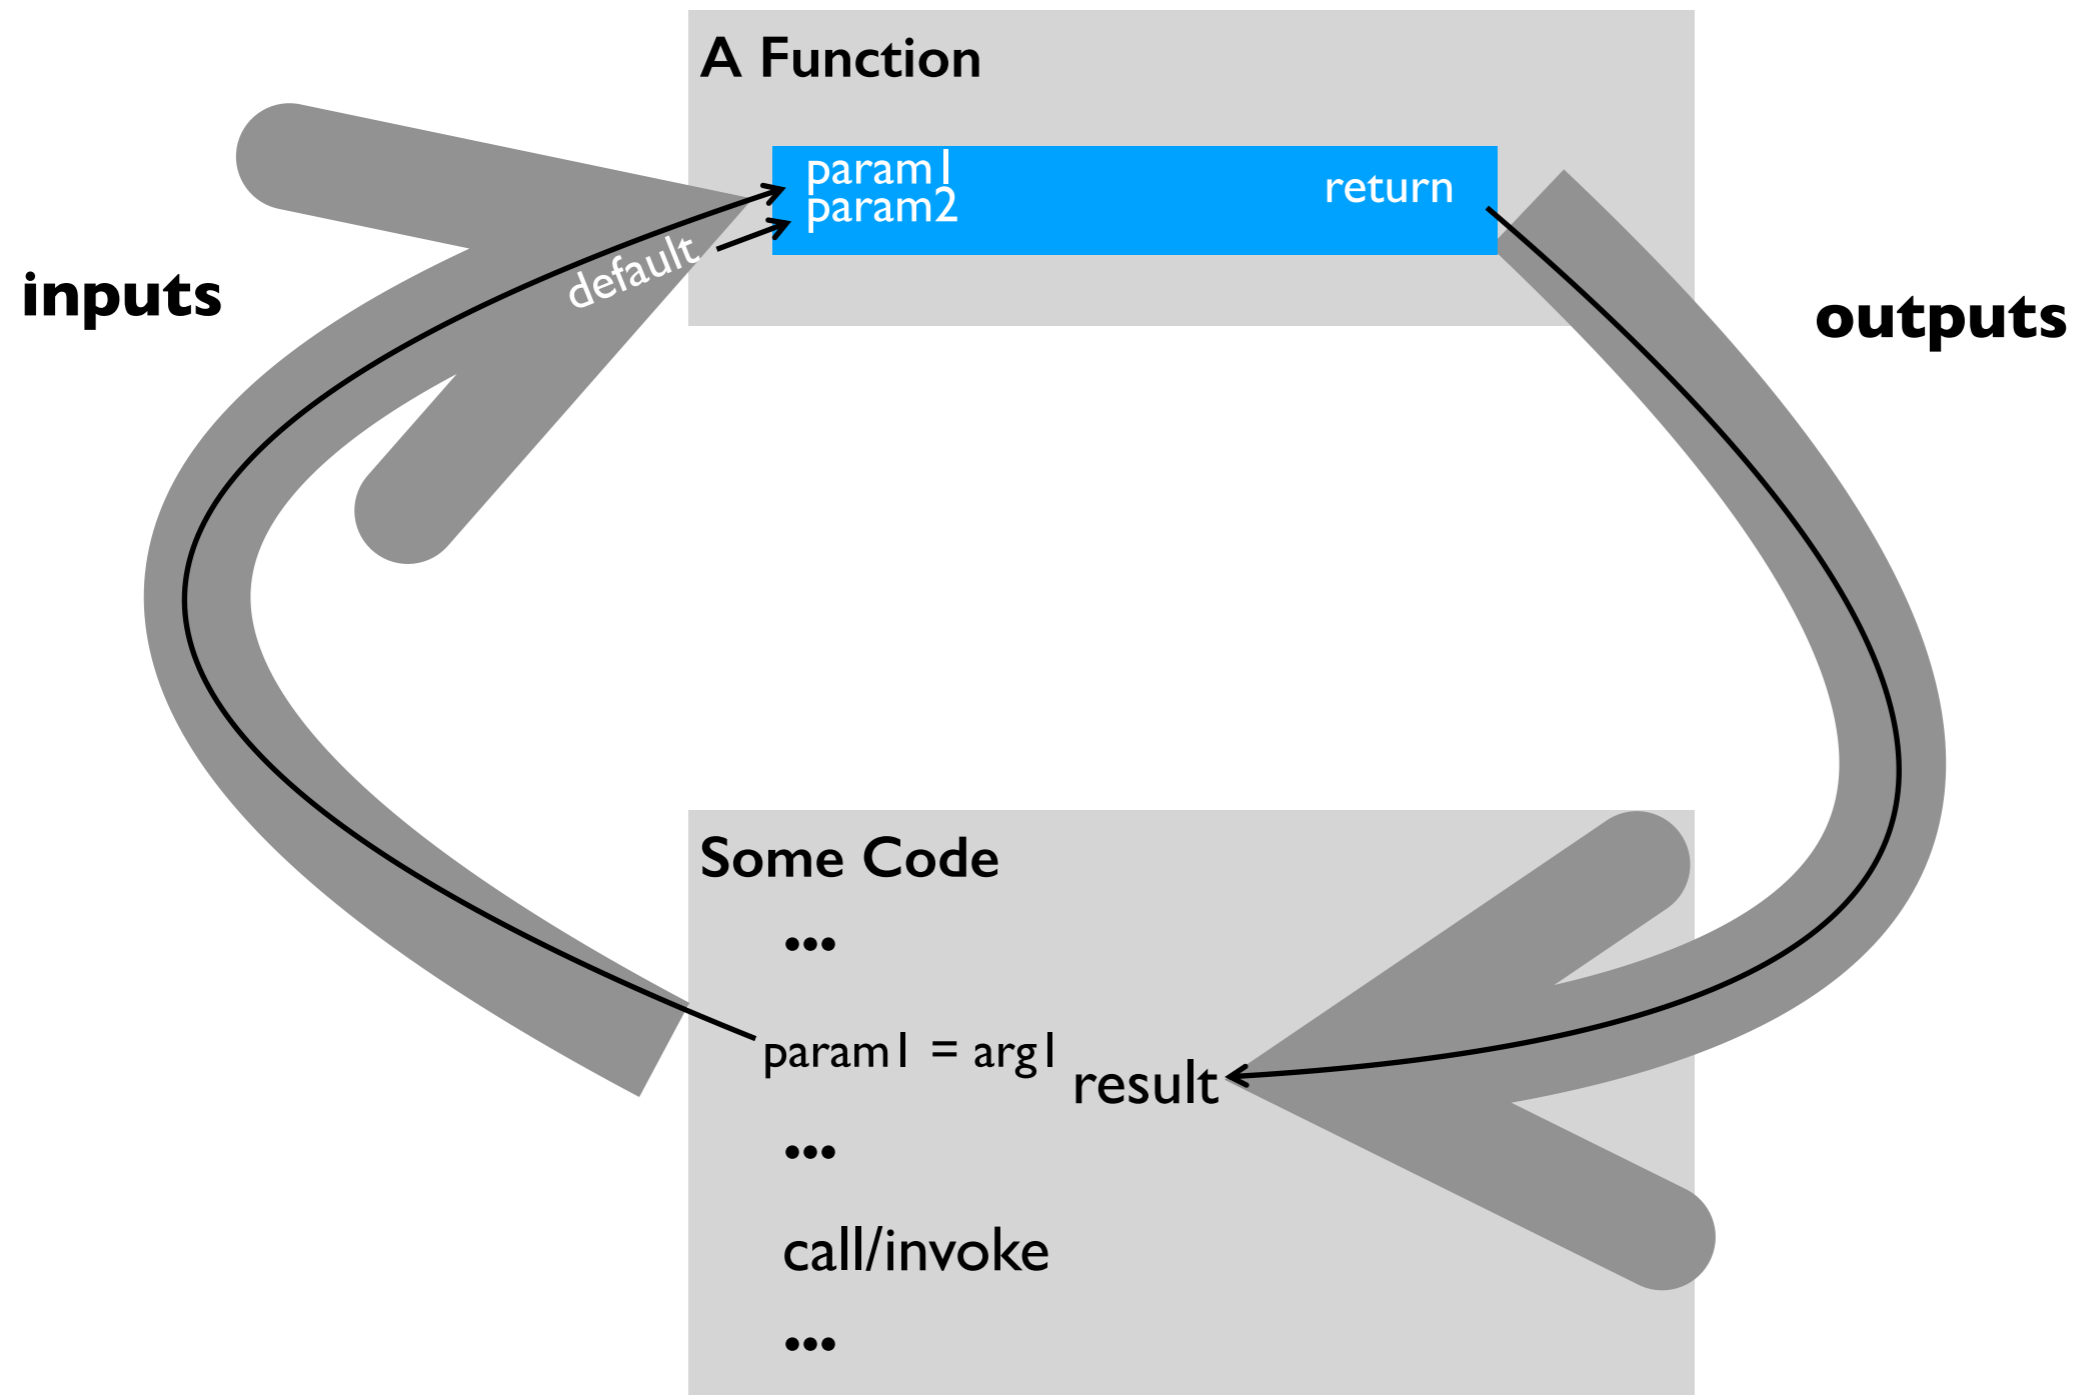 A Function
param1
param2
return
default
inputs
outputs
Some Code
...
param1 = arg1
result
...
call/invoke
...